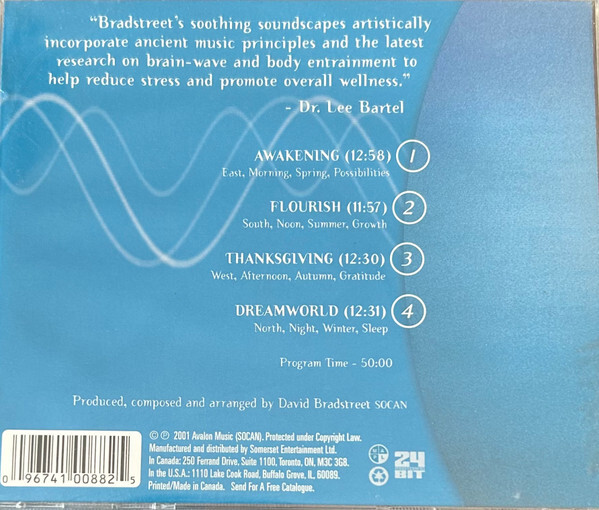 “Bradstreet’s soothing soundscapes artistically
incorporate ancient music principles and the latest
research on brain-wave and body entrainment to
help reduce stress and promote overall wellness.”
- Dr. Lee Bartel
AWAKENING (12:58) 1
East, Morning, Spring, Possibilities
FLOURISH (11:57) 2
South, Noon, Summer, Growth
THANKSGIVING (12:30) 3
West, Afternoon, Autumn, Gratitude
DREAMWORLD (12:31) 4
North, Night, Winter, Sleep
Program Time - 50:00
Produced, composed and arranged by David Bradstreet SOCAN
© ℗ 2001 Avalon Music (SOCAN). Protected under Copyright Law.
Manufactured and distributed by Somerset Entertainment Ltd.
In Canada: 250 Ferrand Drive, Suite 1100, Toronto, ON, M3C 3G8.
In the U.S.A.: 1110 Lake Cook Road, Buffalo Grove, IL, 60089.
Printed/Made in Canada. Send For A Free Catalogue.
24
BIT
0 96741 00882 5